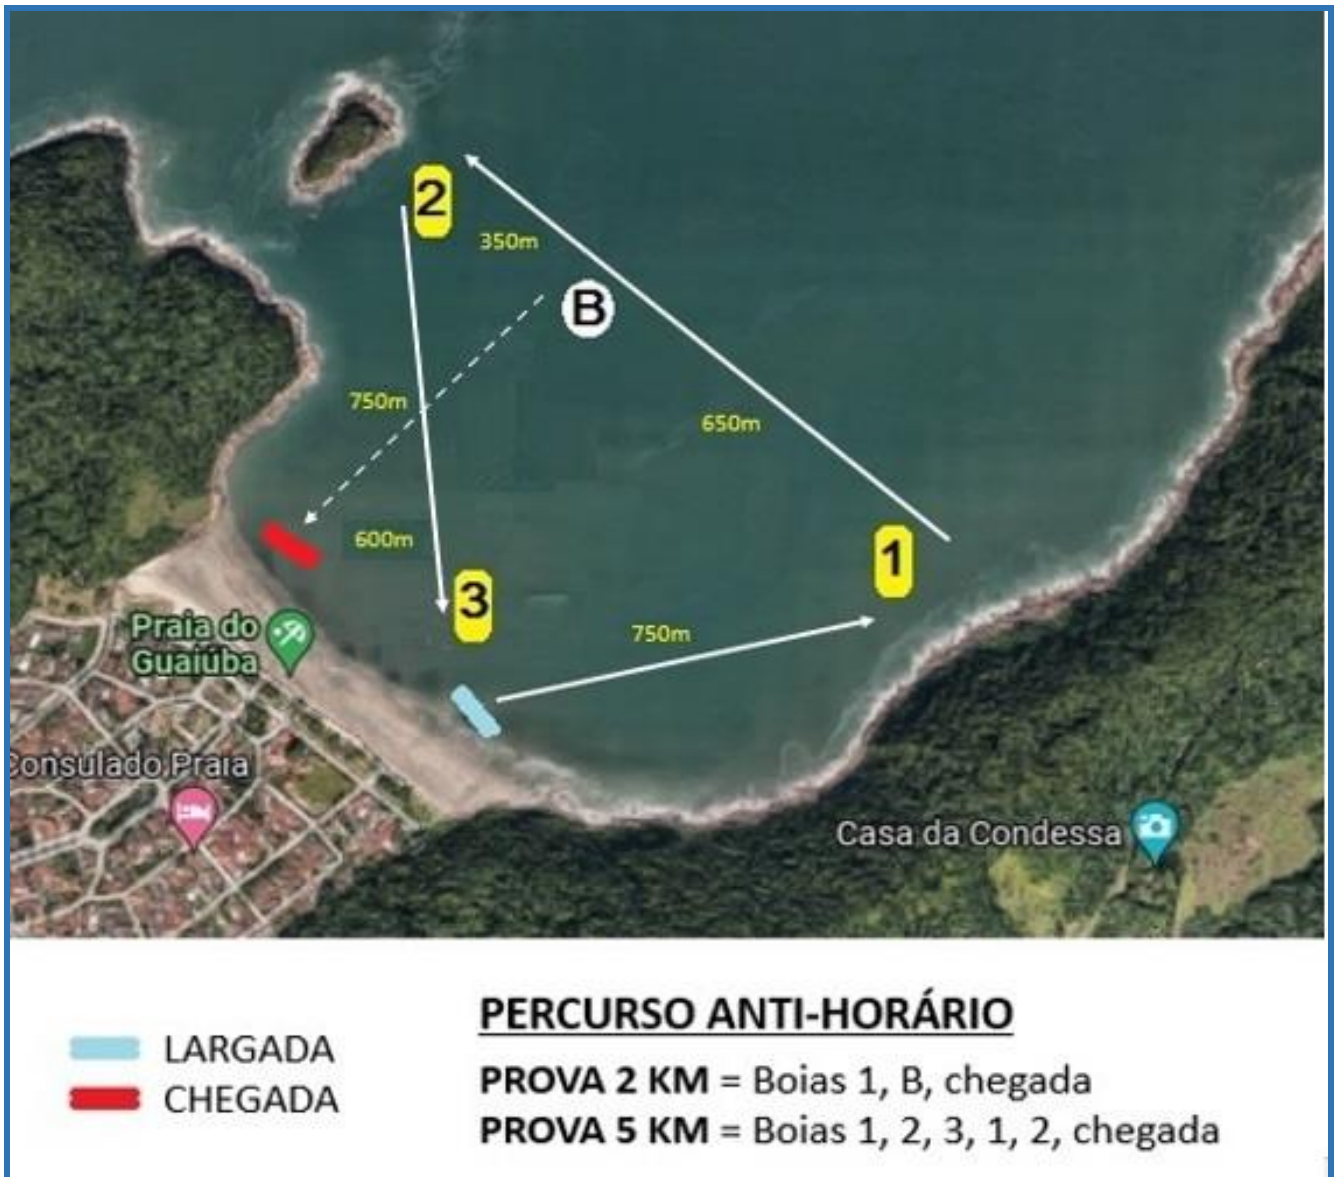 2
350m
B
750m
650m
600m
1
3
750m
Praia do
Guaiúba
Consulado Praia
Casa da Condessa
LARGADA
CHEGADA
PERCURSO ANTI-HORÁRIO
PROVA 2 KM = Boias 1, B, chegada
PROVA 5 KM = Boias 1, 2, 3, 1, 2, chegada